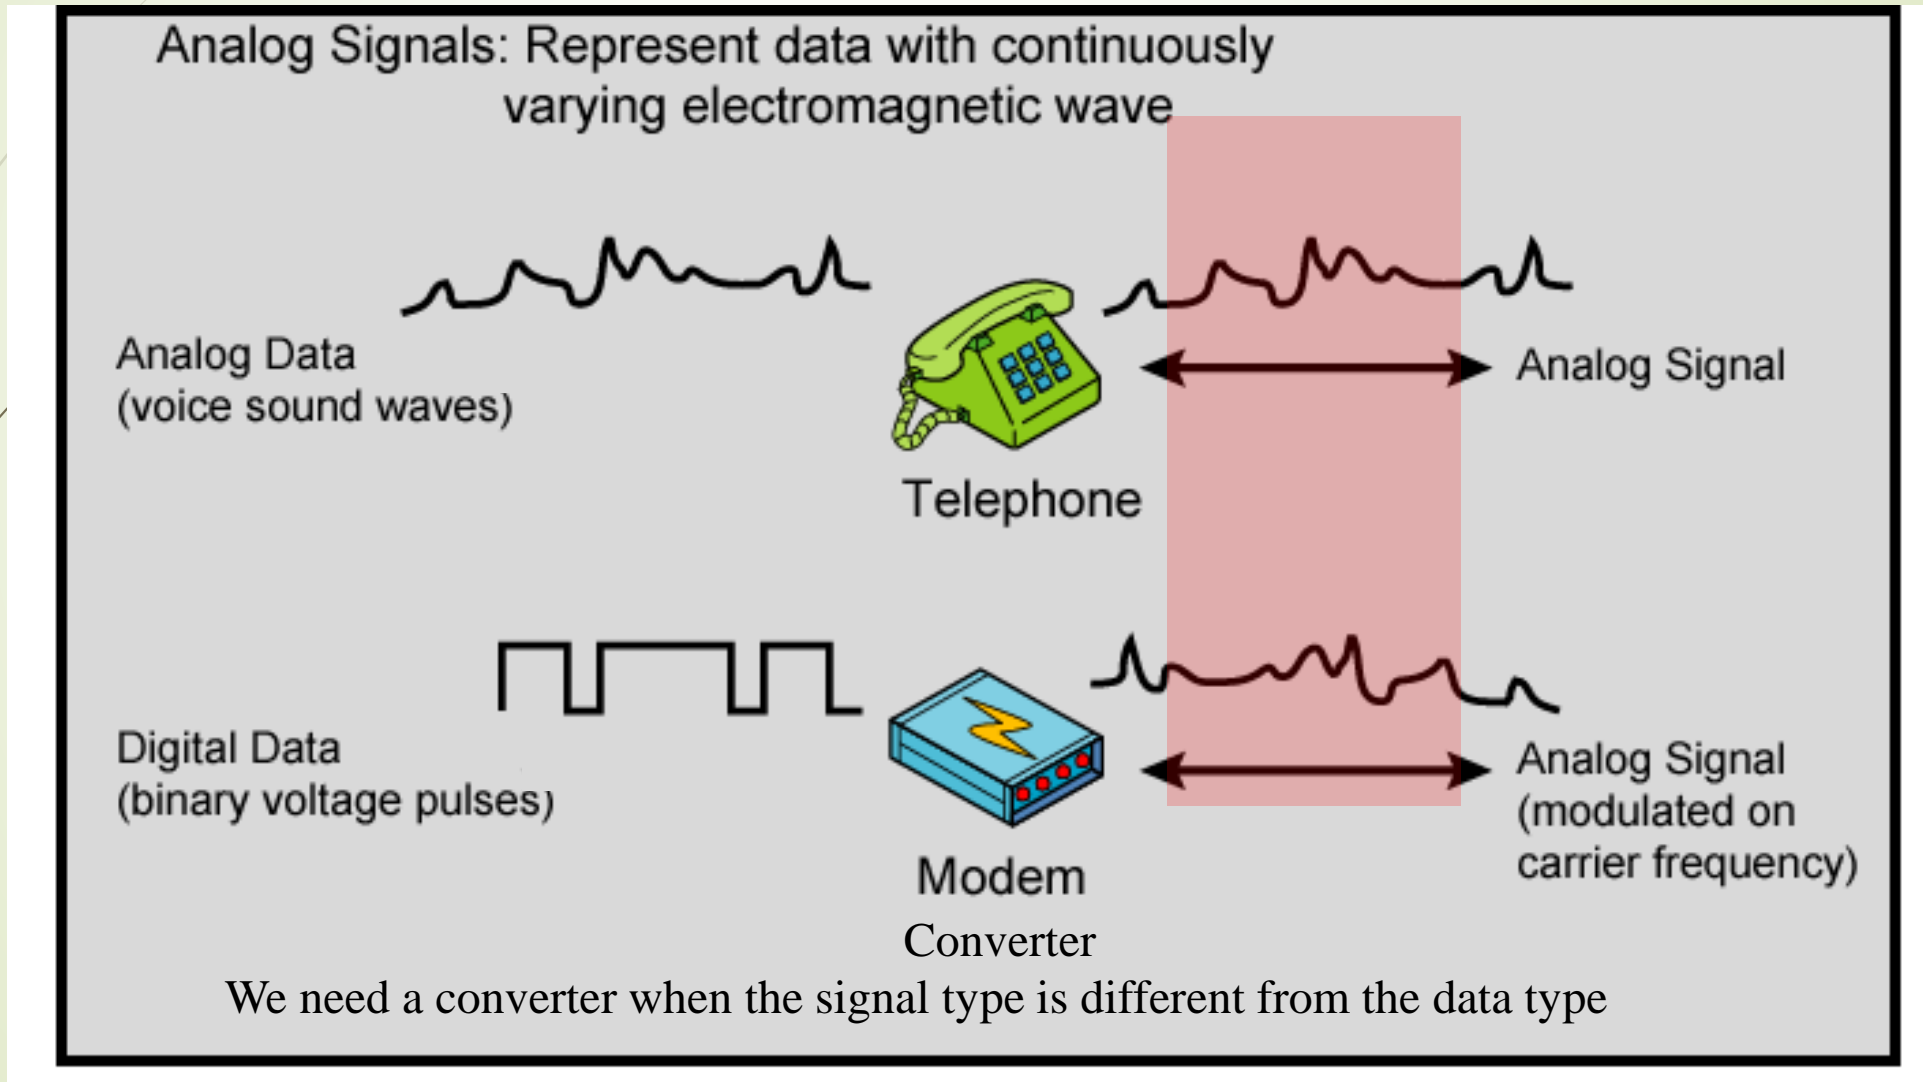 Analog Signals: Represent data with continuously
varying electromagnetic wave
Analog Data
(voice sound waves)
Telephone
Analog Signal
Digital Data
(binary voltage pulses)
Modem
Analog Signal
(modulated on
carrier frequency)
Converter
We need a converter when the signal type is different from the data type